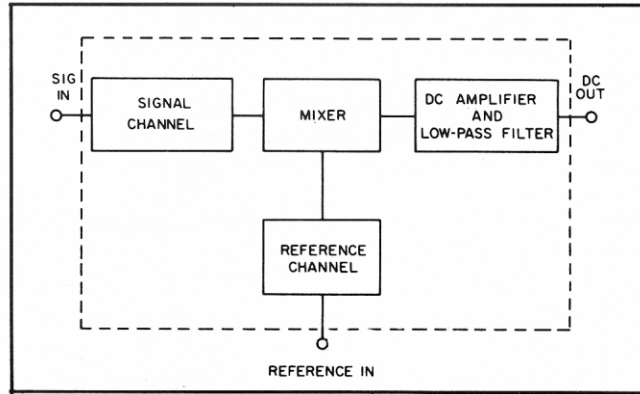 SIG
IN
SIGNAL
CHANNEL
MIXER
DC AMPLIFIER
AND
LOW-PASS FILTER
DC
OUT
REFERENCE
CHANNEL
REFERENCE IN